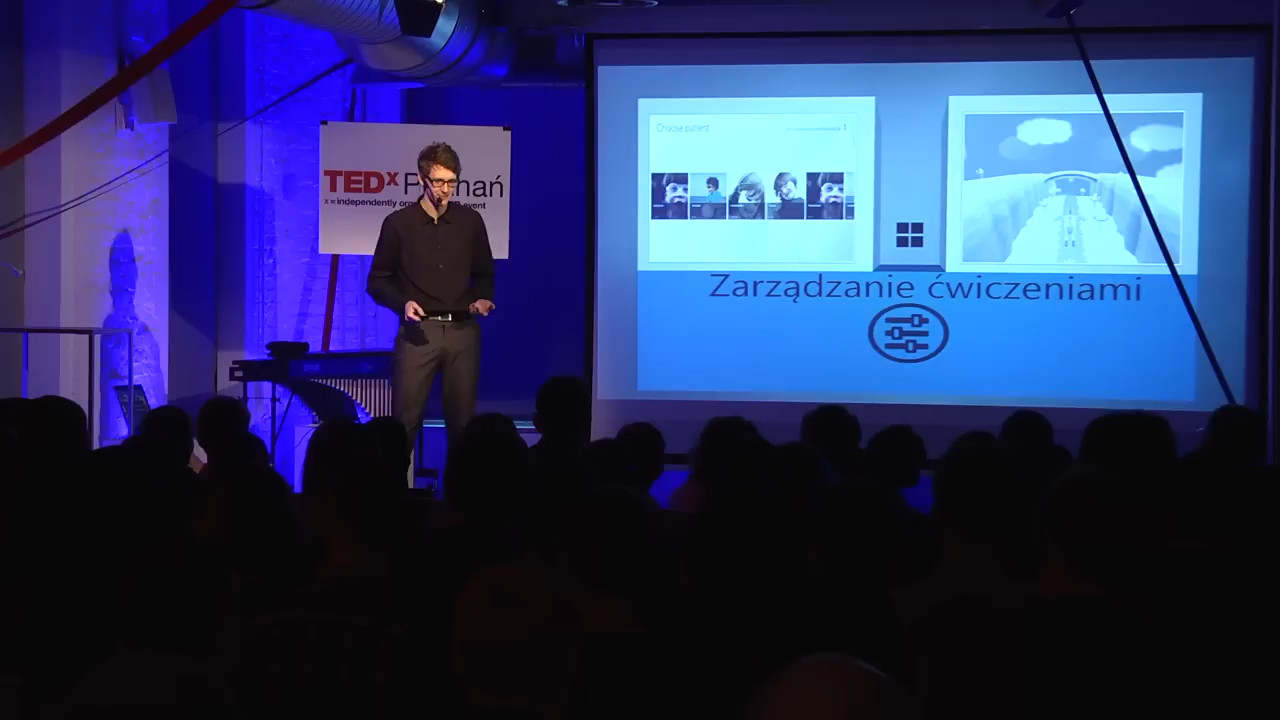 TEDx Poznań
x = independently organized TED event
Choose patient
Zarządzanie ćwiczeniami